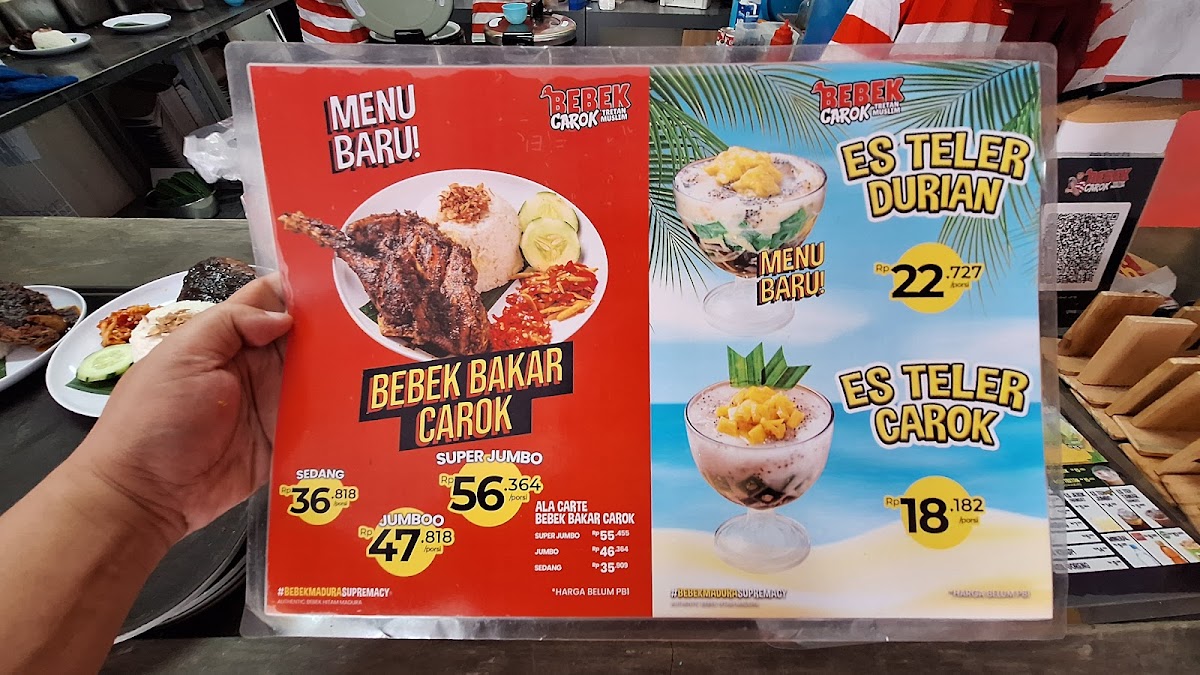 MENU
BARU!
BEBEK
CAROK TRETAN
MUSLIM
BEBEK BAKAR
CAROK
SEDANG
Rp 36.818
/porsi
JUMBOO
Rp 47.818
/porsi
SUPER JUMBO
Rp 56.364
/porsi
ALA CARTE
BEBEK BAKAR CAROK
SUPER JUMBO Rp 55.455
JUMBO Rp 46.364
SEDANG Rp 35.909
#BEBEKMADURASUPREMACY
AUTHENTIC BEBEK HITAM MADURA
*HARGA BELUM PB1
BEBEK
CAROK TRETAN
MUSLIM
ES TELER
DURIAN
MENU
BARU!
Rp 22.727
/porsi
ES TELER
CAROK
Rp 18.182
/porsi
#BEBEKMADURASUPREMACY
AUTHENTIC BEBEK HITAM MADURA
*HARGA BELUM PB1
BEBEK
CAROK